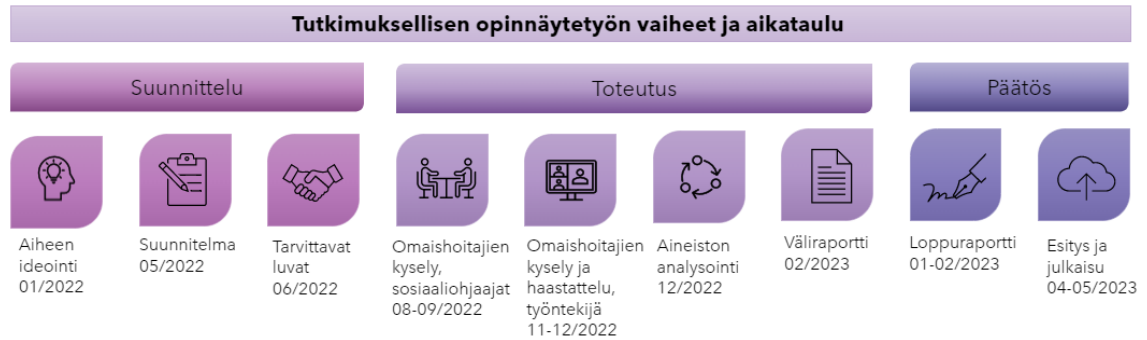 Tutkimuksellisen opinnäytetyön vaiheet ja aikataulu
Suunnittelu
Toteutus
Päätös
Aiheen
ideointi
01/2022
Suunnitelma
05/2022
Tarvittavat
luvat
06/2022
Omaishoitajien
kysely,
sosiaaliohjaajat
08-09/2022
Omaishoitajien
kysely ja
haastattelu,
työntekijä
11-12/2022
Aineiston
analysointi
12/2022
Väliraportti
02/2023
Loppuraportti
01-02/2023
Esitys ja
julkaisu
04-05/2023